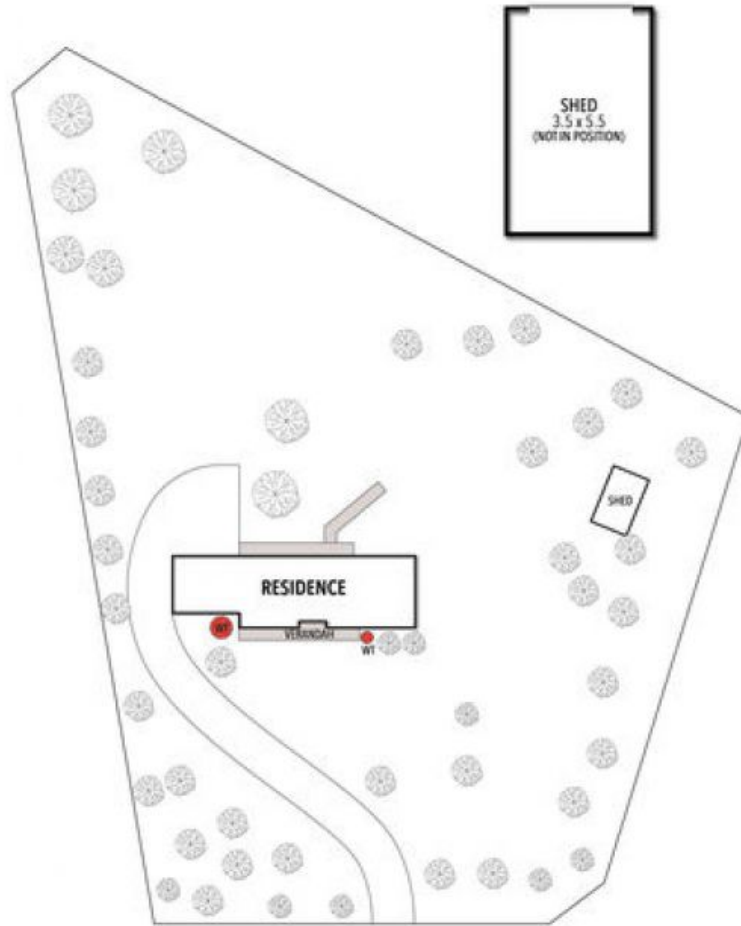 SHED
3.5 x 5.5
(NOT IN POSITION)
SHED
RESIDENCE
WT
VERANDAH
WT